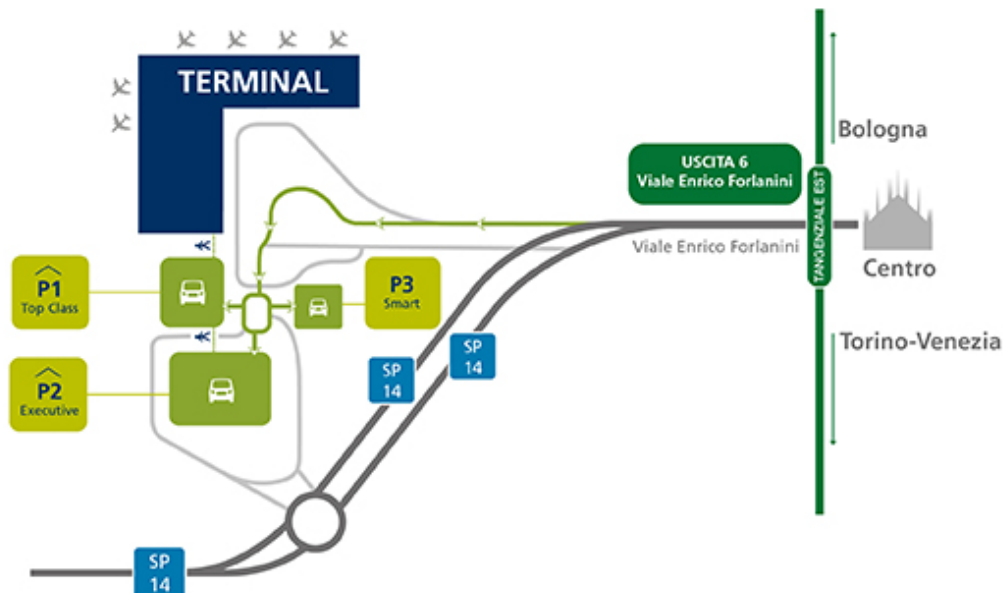 TERMINAL
Bologna
USCITA 6
Viale Enrico Forlanini
TANGENZIALE EST
Viale Enrico Forlanini
Centro
P1
Top Class
P3
Smart
Torino-Venezia
SP
14
SP
14
P2
Executive
SP
14